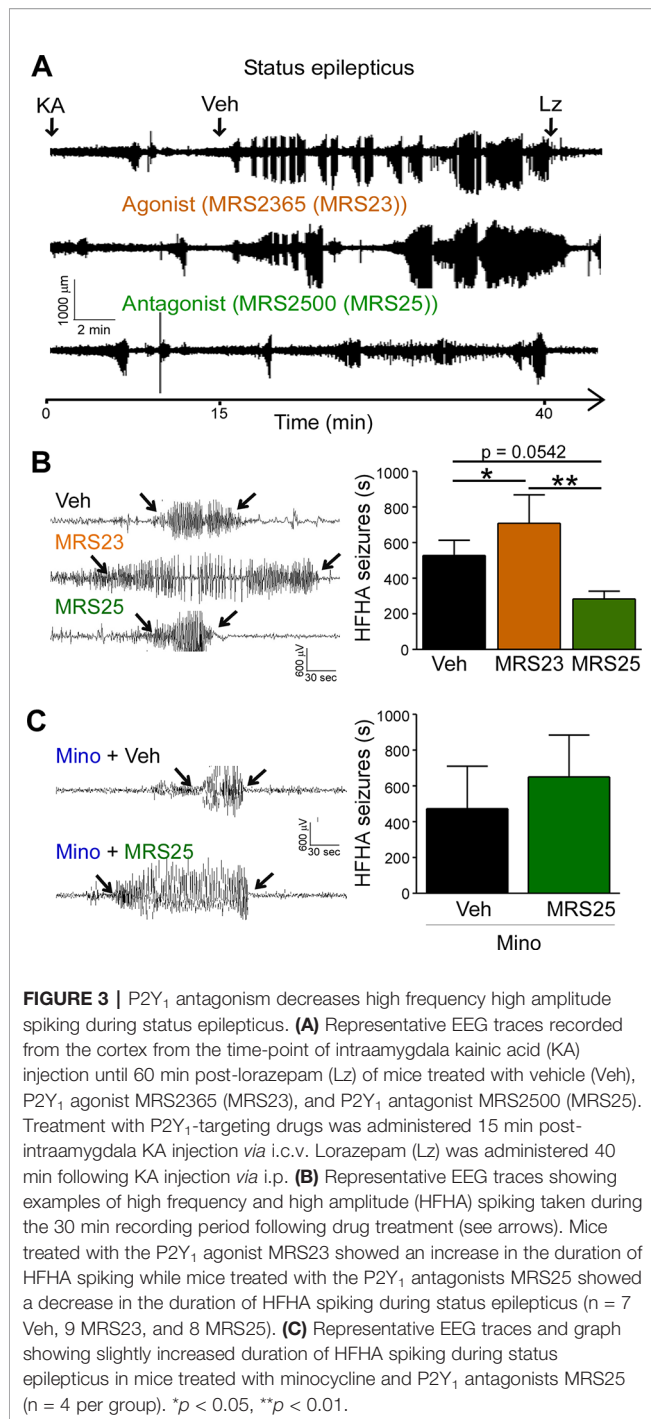 A
Status epilepticus
KA
Veh
Lz
Agonist (MRS2365 (MRS23))
1000 μm
2 min
Antagonist (MRS2500 (MRS25))
0
15
40
Time (min)
B
Veh
MRS23
MRS25
600 μV
30 sec
p = 0.0542
*
**
HFHA seizures (s)
1000
800
600
400
200
0
Veh
MRS23
MRS25
C
Mino + Veh
600 μV
30 sec
Mino + MRS25
HFHA seizures (s)
1000
800
600
400
200
0
Veh
MRS25
Mino
FIGURE 3 | P2Y₁ antagonism decreases high frequency high amplitude
spiking during status epilepticus. (A) Representative EEG traces recorded
from the cortex from the time-point of intraamygdala kainic acid (KA)
injection until 60 min post-lorazepam (Lz) of mice treated with vehicle (Veh),
P2Y₁ agonist MRS2365 (MRS23), and P2Y₁ antagonist MRS2500 (MRS25).
Treatment with P2Y₁-targeting drugs was administered 15 min post-
intraamygdala KA injection via i.c.v. Lorazepam (Lz) was administered 40
min following KA injection via i.p. (B) Representative EEG traces showing
examples of high frequency and high amplitude (HFHA) spiking taken during
the 30 min recording period following drug treatment (see arrows). Mice
treated with the P2Y₁ agonist MRS23 showed an increase in the duration of
HFHA spiking while mice treated with the P2Y₁ antagonists MRS25 showed
a decrease in the duration of HFHA spiking during status epilepticus (n = 7
Veh, 9 MRS23, and 8 MRS25). (C) Representative EEG traces and graph
showing slightly increased duration of HFHA spiking during status
epilepticus in mice treated with minocycline and P2Y₁ antagonists MRS25
(n = 4 per group). *p < 0.05, **p < 0.01.